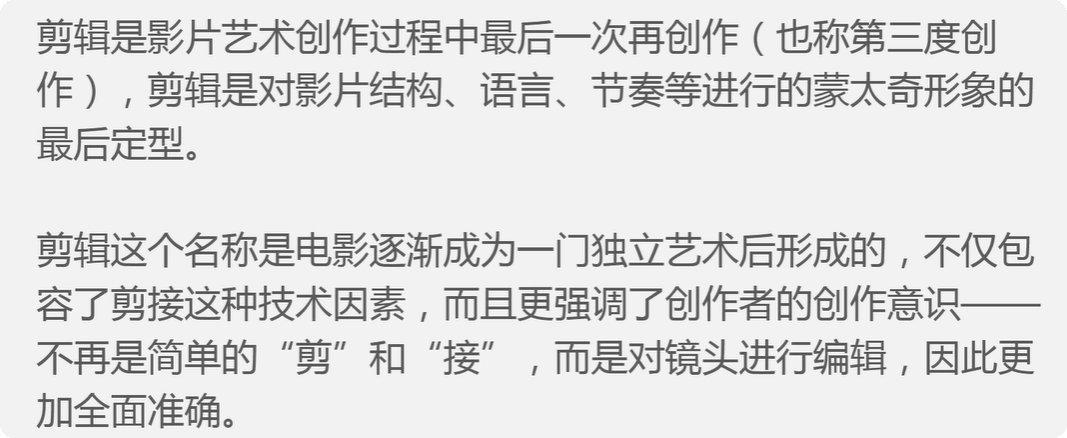 剪辑是影片艺术创作过程中最后一次再创作（也称第三度创
作），剪辑是对影片结构、语言、节奏等进行的蒙太奇形象的
最后定型。
剪辑这个名称是电影逐渐成为一门独立艺术后形成的，不仅包
容了剪接这种技术因素，而且更强调了创作者的创作意识——
不再是简单的“剪”和“接”，而是对镜头进行编辑，因此更
加全面准确。